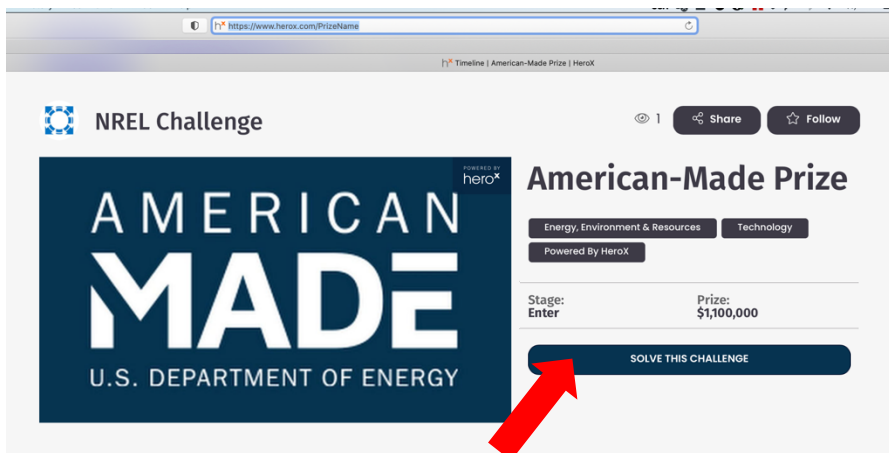 https://www.herox.com/PrizeName
Timeline | American-Made Prize | HeroX
NREL Challenge
1
Share
Follow
POWERED BY
herox
AMERICAN
MADE
U.S. DEPARTMENT OF ENERGY
American-Made Prize
Energy, Environment & Resources
Technology
Powered By HeroX
Stage:
Enter
Prize:
$1,100,000
SOLVE THIS CHALLENGE